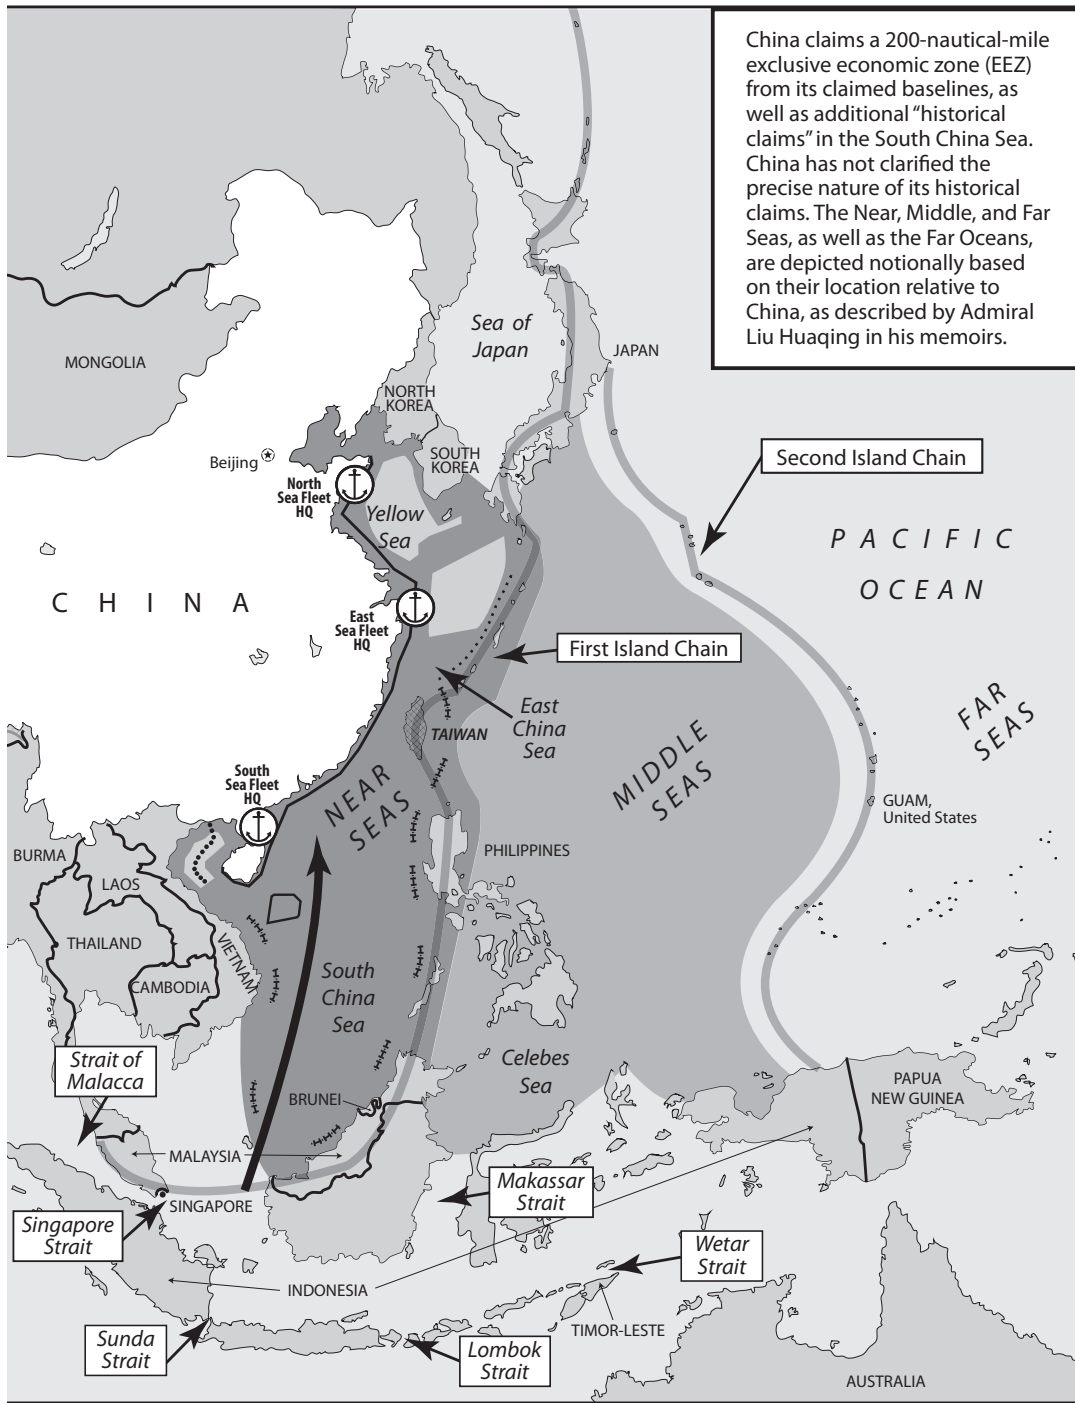 China claims a 200-nautical-mile
exclusive economic zone (EEZ)
from its claimed baselines, as
well as additional “historical
claims” in the South China Sea.
China has not clarified the
precise nature of its historical
claims. The Near, Middle, and Far
Seas, as well as the Far Oceans,
are depicted notionally based
on their location relative to
China, as described by Admiral
Liu Huaqing in his memoirs.
Sea of
Japan
JAPAN
MONGOLIA
NORTH
KOREA
SOUTH
KOREA
Beijing
Second Island Chain
North
Sea Fleet
HQ
Yellow
Sea
PACIFIC
OCEAN
CHINA
East
Sea Fleet
HQ
First Island Chain
East
China
Sea
TAIWAN
FAR
SEAS
MIDDLE
SEAS
NEAR
SEAS
South
Sea Fleet
HQ
GUAM,
United States
PHILIPPINES
BURMA
LAOS
THAILAND
VIETNAM
CAMBODIA
South
China
Sea
Strait of
Malacca
Celebes
Sea
BRUNEI
PAPUA
NEW GUINEA
MALAYSIA
Makassar
Strait
SINGAPORE
Singapore
Strait
Wetar
Strait
INDONESIA
TIMOR-LESTE
Sunda
Strait
Lombok
Strait
AUSTRALIA